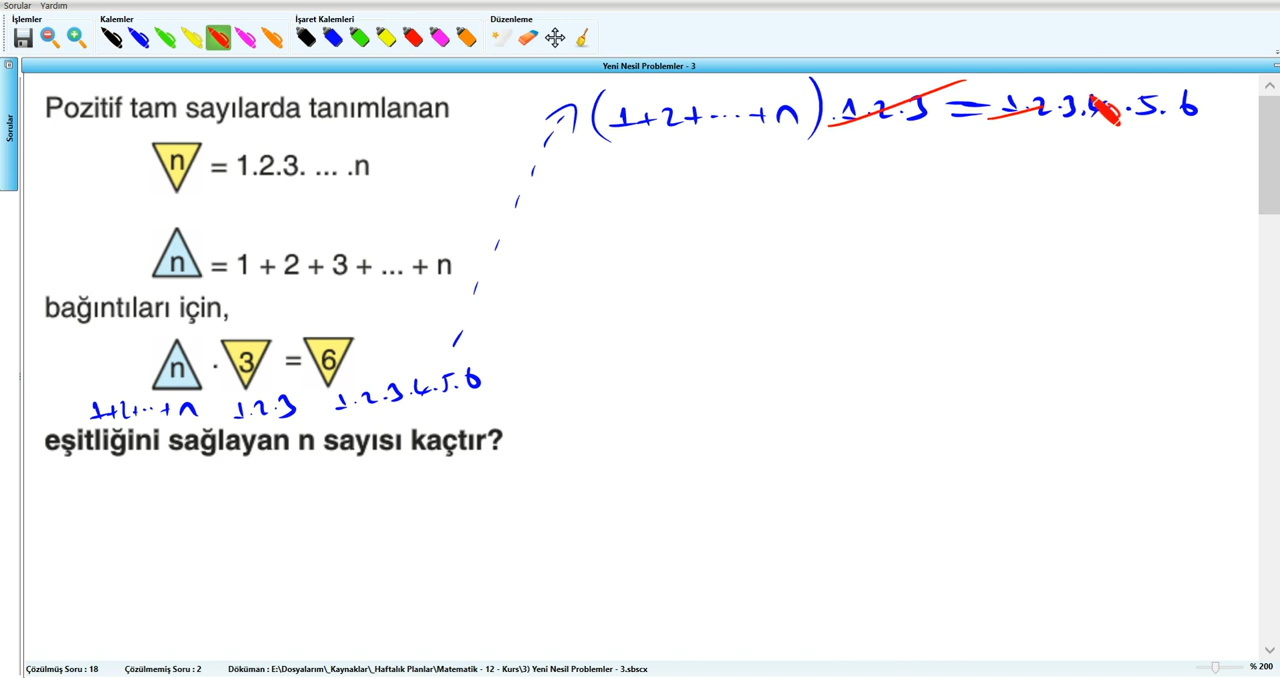 Sorular Yardım
İşlemler Kalemler İşaret Kalemleri Düzenleme
Yeni Nesil Problemler - 3
Sorular
Pozitif tam sayılarda tanımlanan
n = 1.2.3. ... .n
n = 1 + 2 + 3 + ... + n
bağıntıları için,
n . 3 = 6
1+2+...+n 1.2.3 1.2.3.4.5.6
eşitliğini sağlayan n sayısı kaçtır?
(1+2+...+n).1.2.3 = 1.2.3.4.5.6
Çözülmüş Soru : 18 Çözülmemiş Soru : 2 Döküman : E:\Dosyalarım\_Kaynaklar\_Haftalık Planlar\Matematik - 12 - Kurs\3) Yeni Nesil Problemler - 3.sbscx % 200